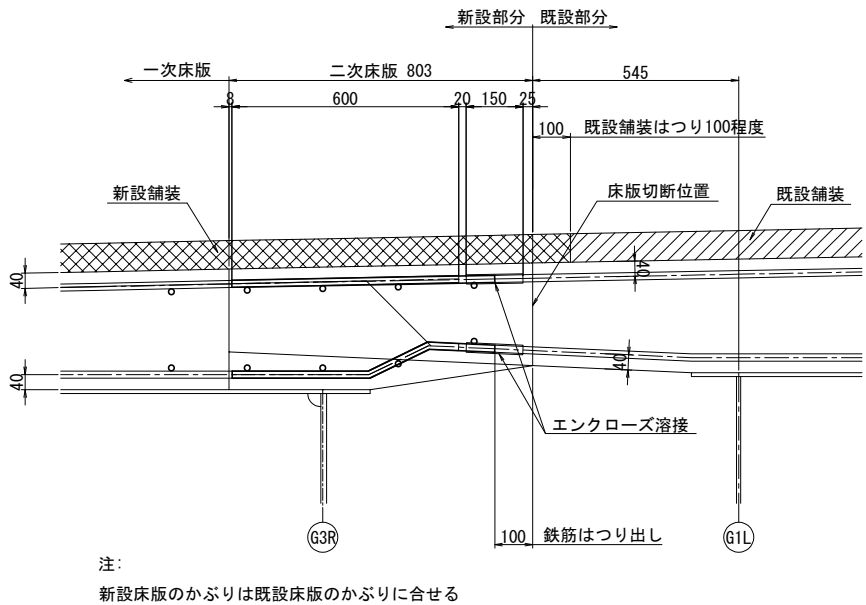 新設部分 既設部分
一次床版 二次床版 803 545
8 600 20 150 25
100 既設舗装はつり100程度
新設舗装 床版切断位置 既設舗装
40 40
40 40
エンクローズ溶接
G3R 100 鉄筋はつり出し G1L
注:
新設床版のかぶりは既設床版のかぶりに合せる